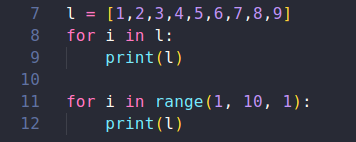 7 l = [1,2,3,4,5,6,7,8,9]
8 for i in l:
9     print(l)
10
11 for i in range(1, 10, 1):
12     print(l)